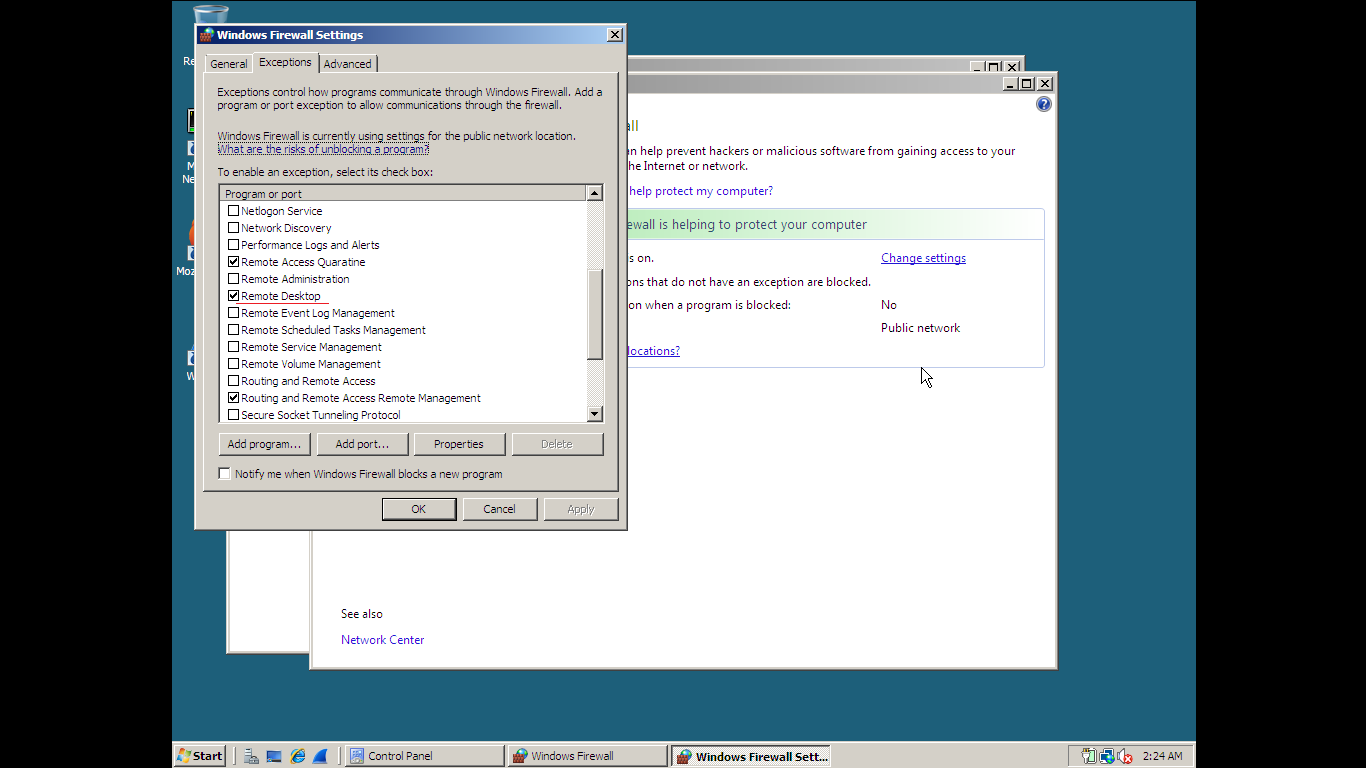 Windows Firewall Settings
General
Exceptions
Advanced
Exceptions control how programs communicate through Windows Firewall. Add a
program or port exception to allow communications through the firewall.
Windows Firewall is currently using settings for the public network location.
What are the risks of unblocking a program?
To enable an exception, select its check box:
Program or port
Netlogon Service
Network Discovery
Performance Logs and Alerts
Remote Access Quaratine
Remote Administration
Remote Desktop
Remote Event Log Management
Remote Scheduled Tasks Management
Remote Service Management
Remote Volume Management
Routing and Remote Access
Routing and Remote Access Remote Management
Secure Socket Tunneling Protocol
Add program...
Add port...
Properties
Delete
Notify me when Windows Firewall blocks a new program
OK
Cancel
Apply
help prevent hackers or malicious software from gaining access to your
the Internet or network.
help protect my computer?
is helping to protect your computer
is on.
Change settings
that do not have an exception are blocked.
when a program is blocked:
No
Public network
locations?
See also
Network Center
Start
Control Panel
Windows Firewall
Windows Firewall Sett...
2:24 AM